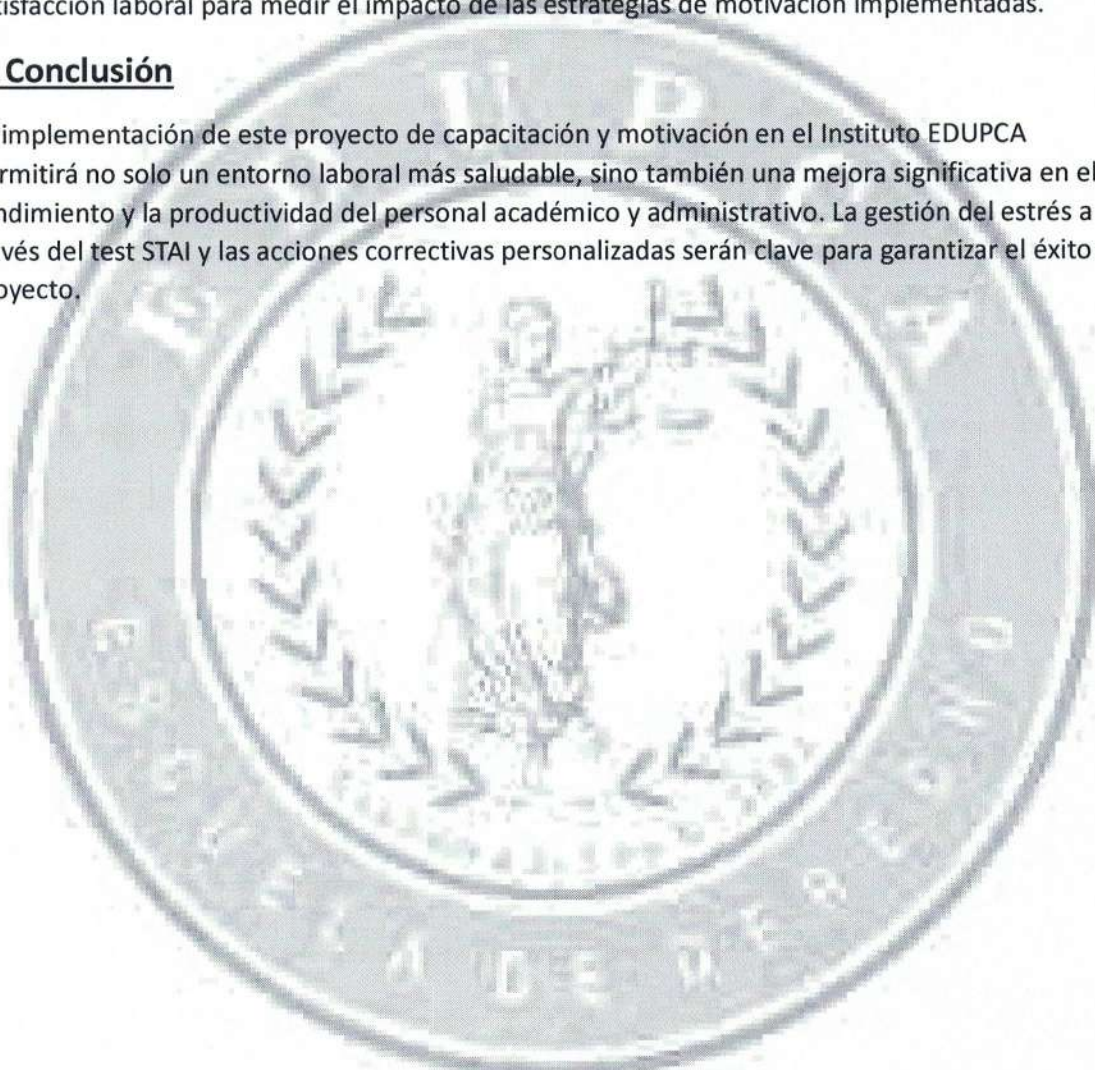 tisfacción laboral para medir el impacto de las estrategias de motivación implementadas.
Conclusión
implementación de este proyecto de capacitación y motivación en el Instituto EDUPCA
rmitirá no solo un entorno laboral más saludable, sino también una mejora significativa en el
ndimiento y la productividad del personal académico y administrativo. La gestión del estrés a
vés del test STAI y las acciones correctivas personalizadas serán clave para garantizar el éxito
oyecto.
E D U P C A